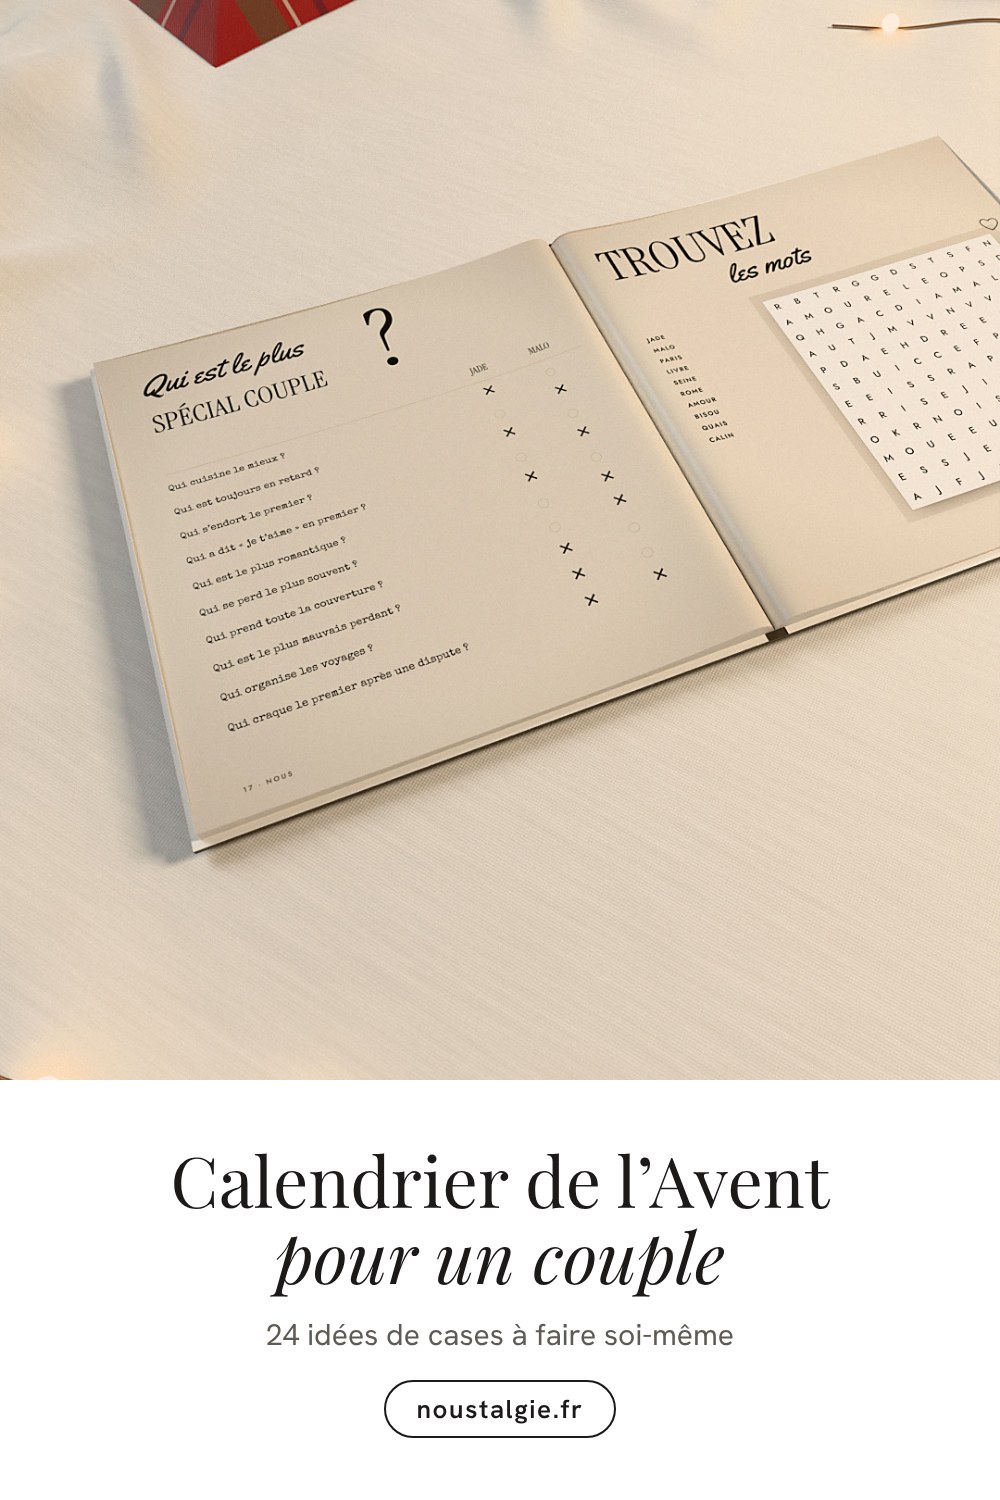 Qui est le plus
SPÉCIAL COUPLE
?
JADE MALO
Qui cuisine le mieux ?
Qui est toujours en retard ?
Qui s'endort le premier ?
Qui a dit « je t'aime » en premier ?
Qui est le plus romantique ?
Qui se perd le plus souvent ?
Qui prend toute la couverture ?
Qui est le plus mauvais perdant ?
Qui organise les voyages ?
Qui craque le premier après une dispute ?
17 . NOUS
TROUVEZ
les mots
JADE
MALO
PARIS
LIVRE
SEINE
ROME
AMOUR
BISOU
QUAIS
CALIN
R B T R G G D S T S F N
A M O U R E L E O P S D
Q H G A C D I A M A L
A U T J M V V N V V
P D A E H D R E E
S B U I C C E F P
E E I S S R A
R R I S E J I
O K R N O I S
M O U E E U
E S S J E
A J F J
Calendrier de l’Avent
pour un couple
24 idées de cases à faire soi-même
noustalgie.fr